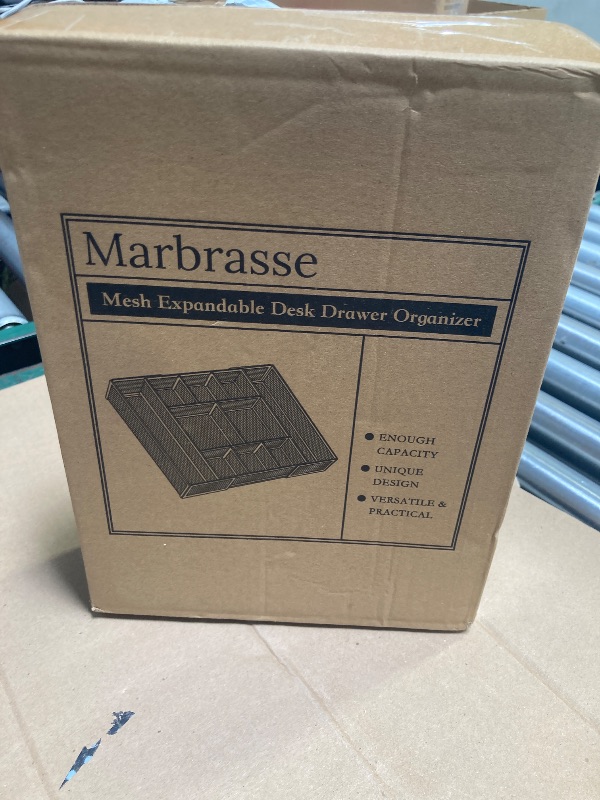 Marbrasse
Mesh Expandable Desk Drawer Organizer
● ENOUGH
CAPACITY
● UNIQUE
DESIGN
● VERSATILE &
PRACTICAL